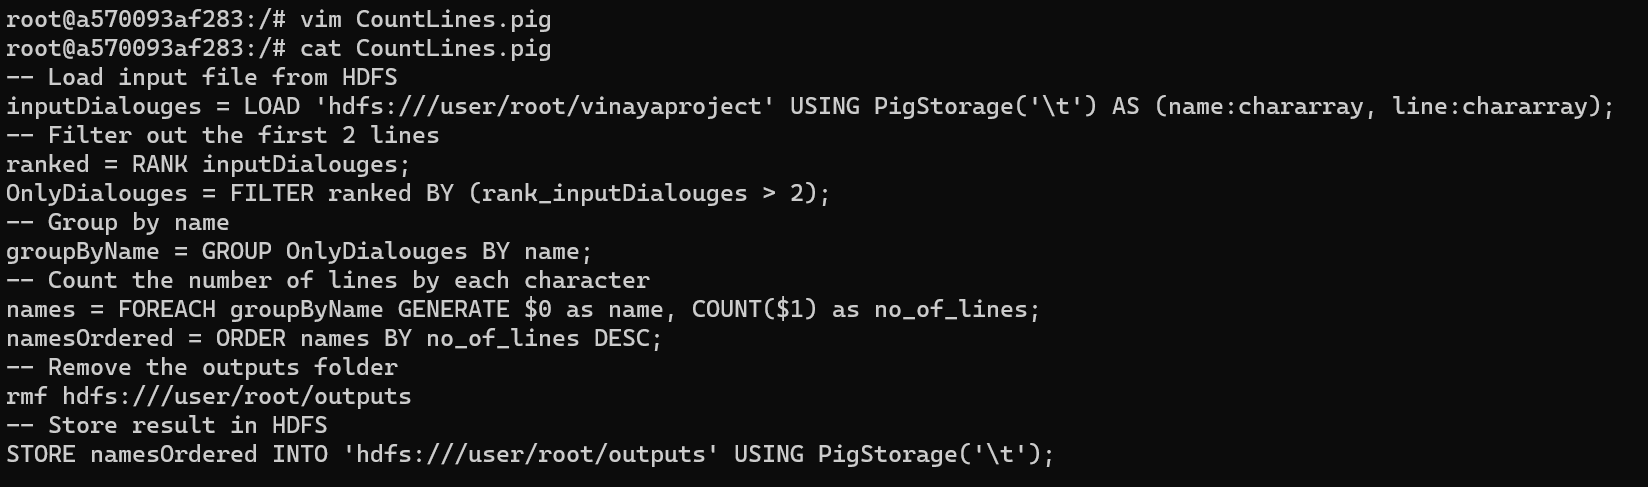 root@a570093af283:/# vim CountLines.pig
root@a570093af283:/# cat CountLines.pig
-- Load input file from HDFS
inputDialouges = LOAD 'hdfs:///user/root/vinayaproject' USING PigStorage('\t') AS (name:chararray, line:chararray);
-- Filter out the first 2 lines
ranked = RANK inputDialouges;
OnlyDialouges = FILTER ranked BY (rank_inputDialouges > 2);
-- Group by name
groupByName = GROUP OnlyDialouges BY name;
-- Count the number of lines by each character
names = FOREACH groupByName GENERATE $0 as name, COUNT($1) as no_of_lines;
namesOrdered = ORDER names BY no_of_lines DESC;
-- Remove the outputs folder
rmf hdfs:///user/root/outputs
-- Store result in HDFS
STORE namesOrdered INTO 'hdfs:///user/root/outputs' USING PigStorage('\t');